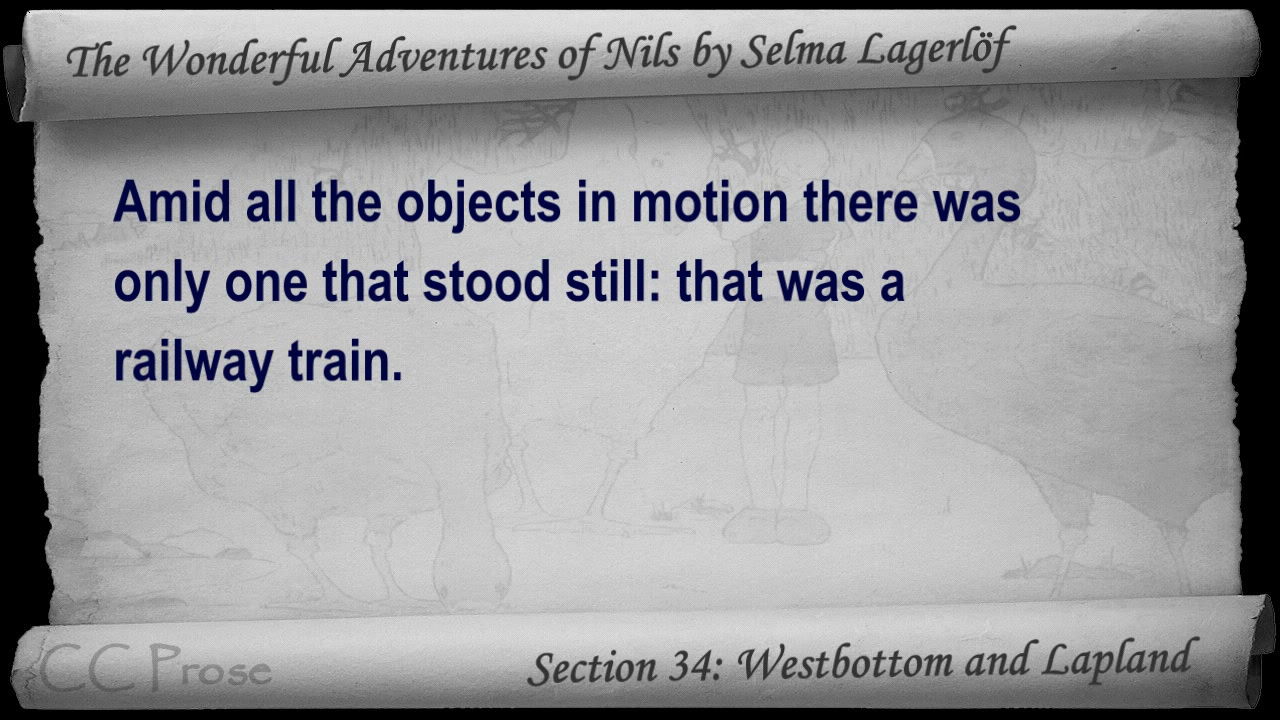 The Wonderful Adventures of Nils by Selma Lagerlöf
Amid all the objects in motion there was
only one that stood still: that was a
railway train.
CC Prose
Section 34: Westbottom and Lapland